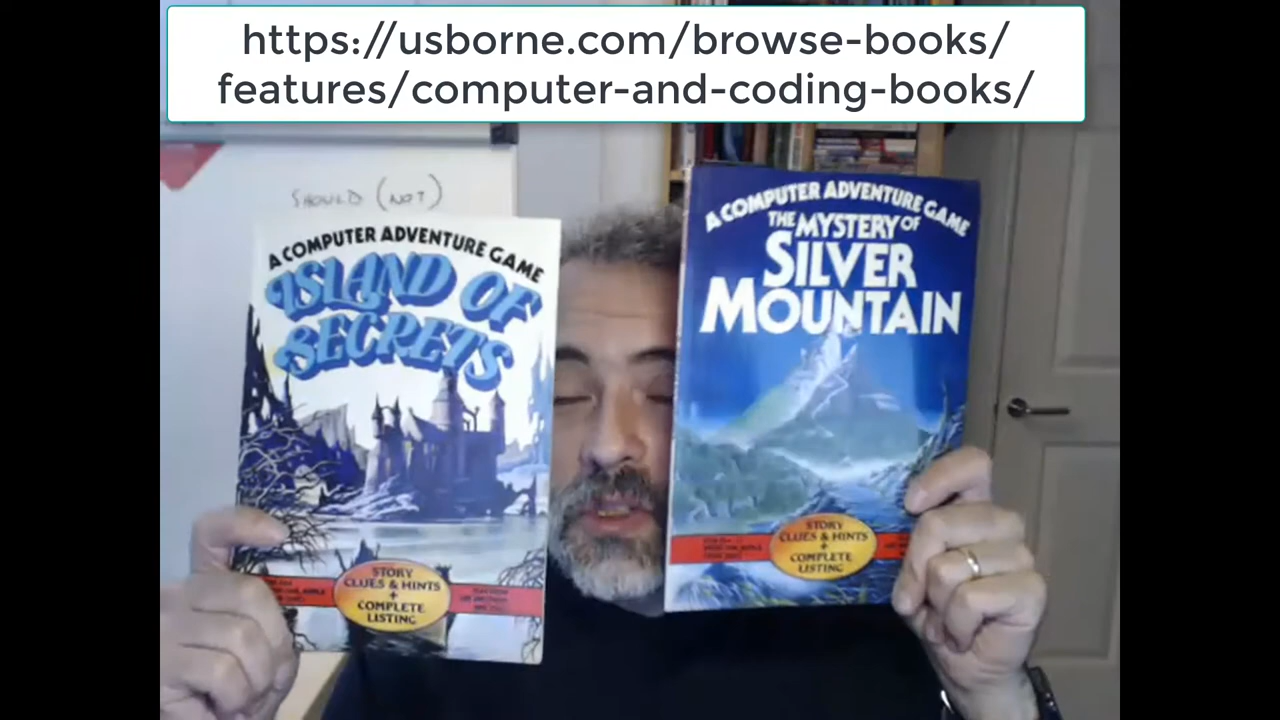 https://usborne.com/browse-books/
features/computer-and-coding-books/
SHOULD (NOT)
A COMPUTER ADVENTURE GAME
ISLAND OF
SECRETS
STORY
CLUES & HINTS
+
COMPLETE
LISTING
A COMPUTER ADVENTURE GAME
THE MYSTERY OF
SILVER
MOUNTAIN
STORY
CLUES & HINTS
+
COMPLETE
LISTING